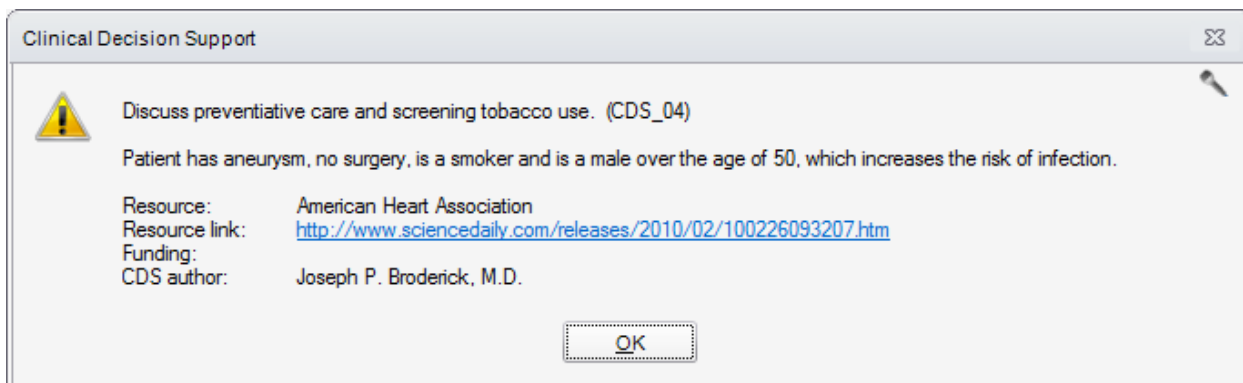 Clinical Decision Support
Discuss preventiative care and screening tobacco use. (CDS_04)
Patient has aneurysm, no surgery, is a smoker and is a male over the age of 50, which increases the risk of infection.
Resource: American Heart Association
Resource link: http://www.sciencedaily.com/releases/2010/02/100226093207.htm
Funding:
CDS author: Joseph P. Broderick, M.D.
OK